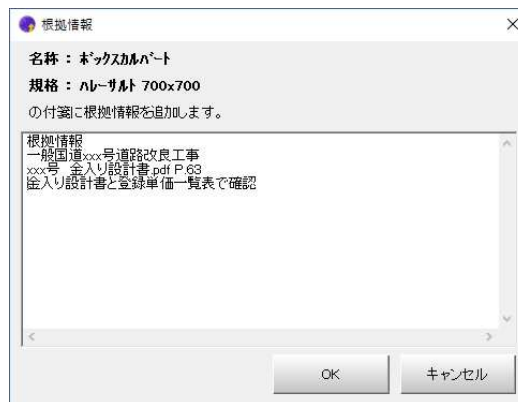 根拠情報
名称 : ﾎﾞｯｸｽｶﾙﾊﾞｰﾄ
規格 : ﾊﾚｰｻﾙﾄ 700x700
の付箋に根拠情報を追加します。
根拠情報
一般国道xxx号道路改良工事
xxx号 金入り設計書.pdf P.63
金入り設計書と登録単価一覧表で確認
OK
キャンセル